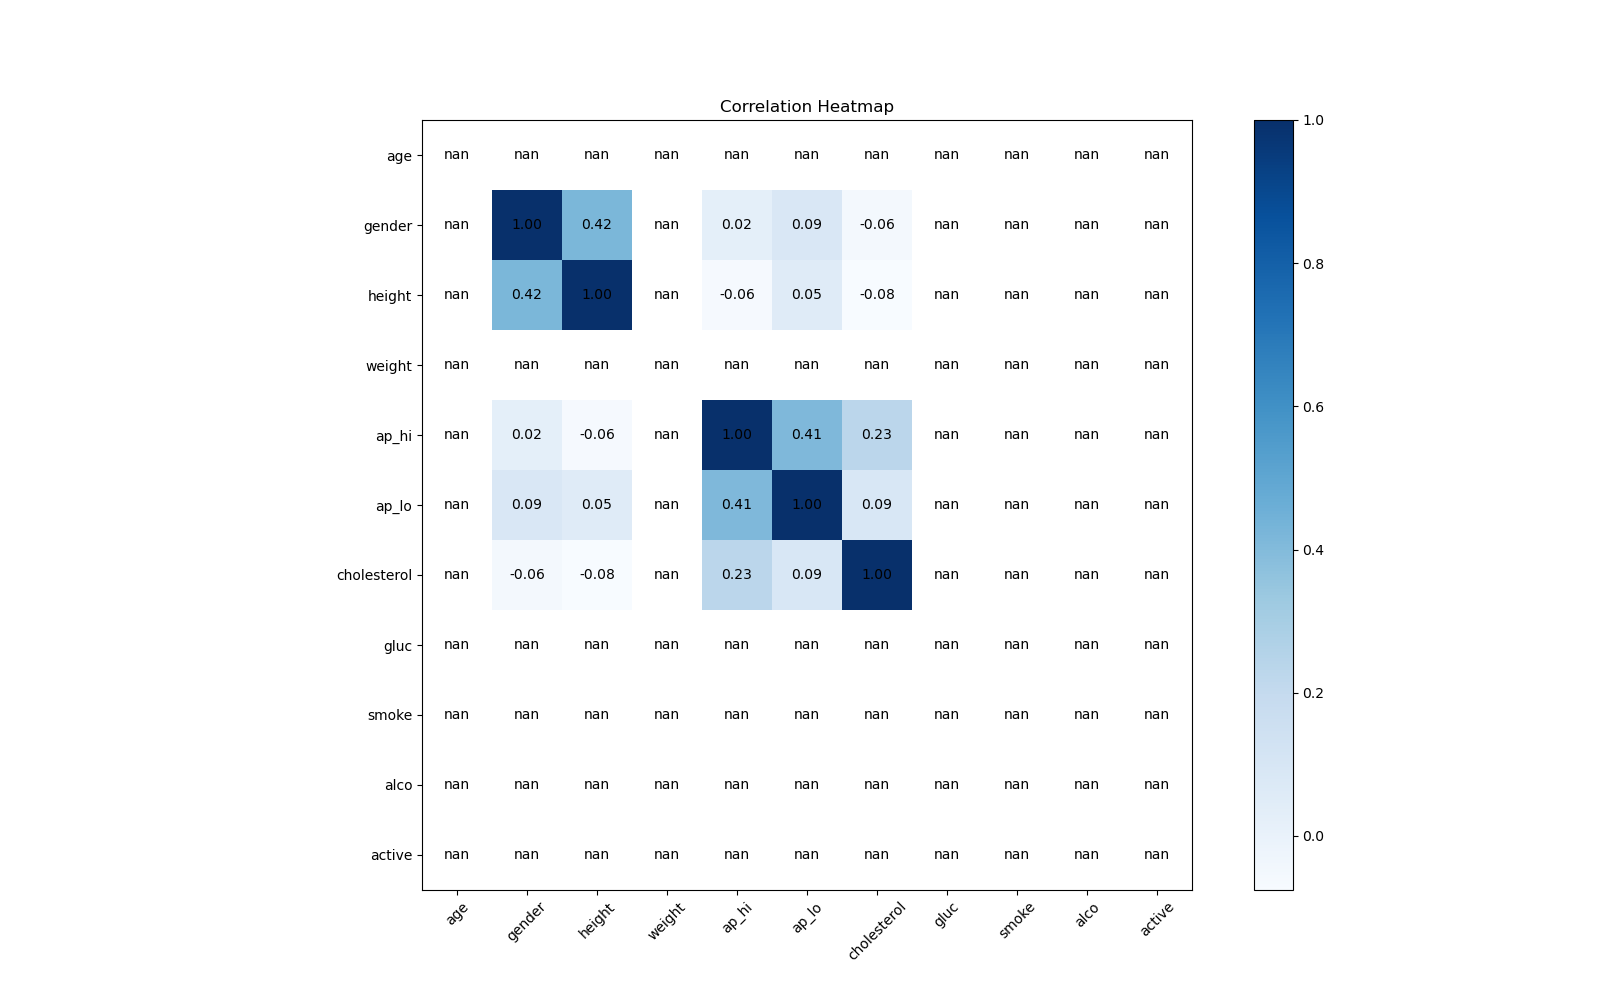 Correlation Heatmap
age nan nan nan nan nan nan nan nan nan nan nan
gender nan 1.00 0.42 nan 0.02 0.09 -0.06 nan nan nan nan
height nan 0.42 1.00 nan -0.06 0.05 -0.08 nan nan nan nan
weight nan nan nan nan nan nan nan nan nan nan nan
ap_hi nan 0.02 -0.06 nan 1.00 0.41 0.23 nan nan nan nan
ap_lo nan 0.09 0.05 nan 0.41 1.00 0.09 nan nan nan nan
cholesterol nan -0.06 -0.08 nan 0.23 0.09 1.00 nan nan nan nan
gluc nan nan nan nan nan nan nan nan nan nan nan
smoke nan nan nan nan nan nan nan nan nan nan nan
alco nan nan nan nan nan nan nan nan nan nan nan
active nan nan nan nan nan nan nan nan nan nan nan
age gender height weight ap_hi ap_lo cholesterol gluc smoke alco active
1.0
0.8
0.6
0.4
0.2
0.0